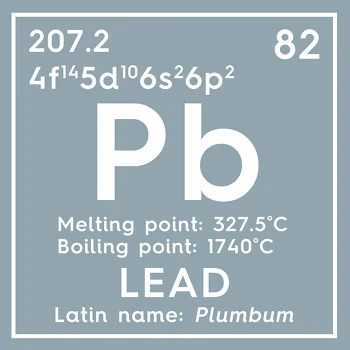 207.2 82
4f¹⁴5d¹⁰6s²6p²
Pb
Melting point: 327.5°C
Boiling point: 1740°C
LEAD
Latin name: Plumbum